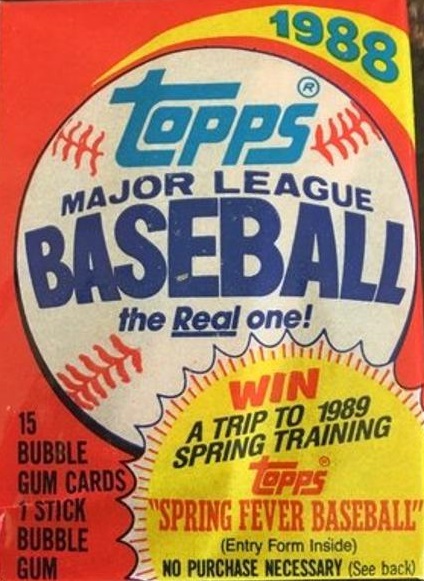 1988
Topps®
MAJOR LEAGUE
BASEBALL
the Real one!
WIN
A TRIP TO 1989
SPRING TRAINING
Topps®
"SPRING FEVER BASEBALL"
(Entry Form Inside)
NO PURCHASE NECESSARY (See back)
15
BUBBLE
GUM CARDS
1 STICK
BUBBLE
GUM